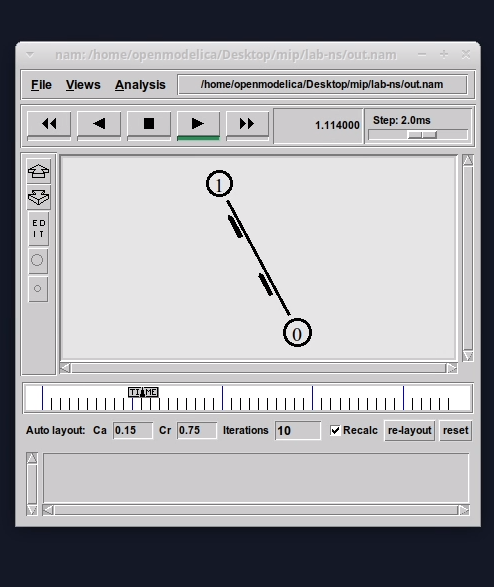 nam: /home/openmodelica/Desktop/mip/lab-ns/out.nam
File Views Analysis /home/openmodelica/Desktop/mip/lab-ns/out.nam
1.114000 Step: 2.0ms
1
ED
IT
0
TIME
Auto layout: Ca 0.15 Cr 0.75 Iterations 10 Recalc re-layout reset